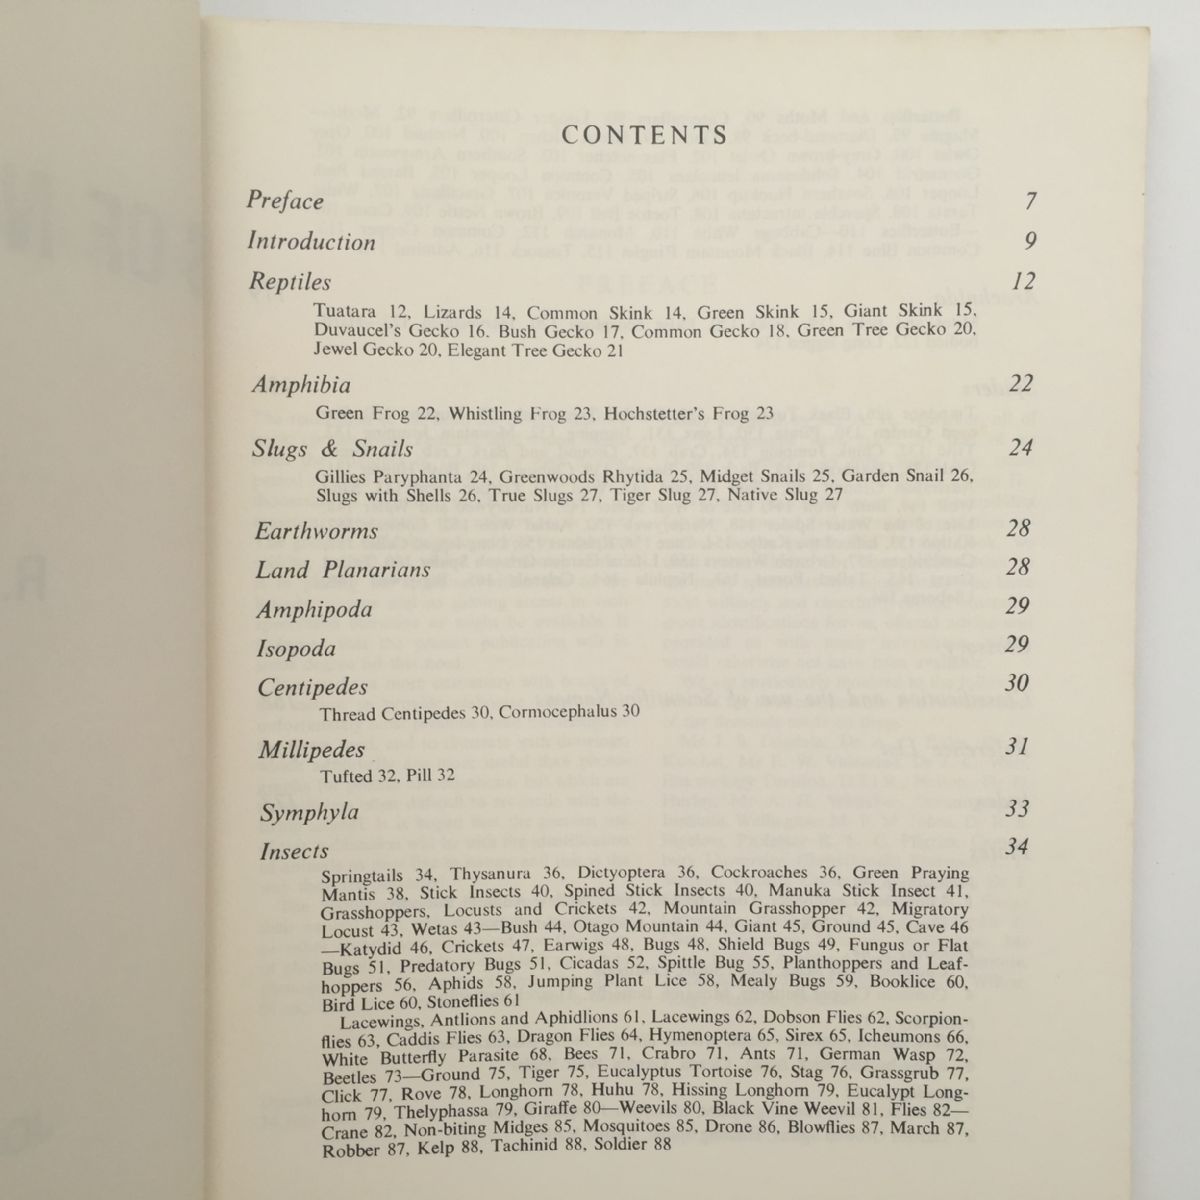 CONTENTS
Preface 7
Introduction 9
Reptiles 12
Tuatara 12, Lizards 14, Common Skink 14, Green Skink 15, Giant Skink 15,
Duvaucel's Gecko 16. Bush Gecko 17, Common Gecko 18, Green Tree Gecko 20,
Jewel Gecko 20, Elegant Tree Gecko 21
Amphibia 22
Green Frog 22, Whistling Frog 23, Hochstetter's Frog 23
Slugs & Snails 24
Gillies Paryphanta 24, Greenwoods Rhytida 25, Midget Snails 25, Garden Snail 26,
Slugs with Shells 26, True Slugs 27, Tiger Slug 27, Native Slug 27
Earthworms 28
Land Planarians 28
Amphipoda 29
Isopoda 29
Centipedes 30
Thread Centipedes 30, Cormocephalus 30
Millipedes 31
Tufted 32, Pill 32
Symphyla 33
Insects 34
Springtails 34, Thysanura 36, Dictyoptera 36, Cockroaches 36, Green Praying
Mantis 38, Stick Insects 40, Spined Stick Insects 40, Manuka Stick Insect 41,
Grasshoppers, Locusts and Crickets 42, Mountain Grasshopper 42, Migratory
Locust 43, Wetas 43—Bush 44, Otago Mountain 44, Giant 45, Ground 45, Cave 46
—Katydid 46, Crickets 47, Earwigs 48, Bugs 48, Shield Bugs 49, Fungus or Flat
Bugs 51, Predatory Bugs 51, Cicadas 52, Spittle Bug 55, Planthoppers and Leaf-
hoppers 56, Aphids 58, Jumping Plant Lice 58, Mealy Bugs 59, Booklice 60,
Bird Lice 60, Stoneflies 61
Lacewings, Antlions and Aphidlions 61, Lacewings 62, Dobson Flies 62, Scorpion-
flies 63, Caddis Flies 63, Dragon Flies 64, Hymenoptera 65, Sirex 65, Icheumons 66,
White Butterfly Parasite 68, Bees 71, Crabro 71, Ants 71, German Wasp 72,
Beetles 73—Ground 75, Tiger 75, Eucalyptus Tortoise 76, Stag 76, Grassgrub 77,
Click 77, Rove 78, Longhorn 78, Huhu 78, Hissing Longhorn 79, Eucalypt Long-
horn 79, Thelyphassa 79, Giraffe 80—Weevils 80, Black Vine Weevil 81, Flies 82—
Crane 82, Non-biting Midges 85, Mosquitoes 85, Drone 86, Blowflies 87, March 87,
Robber 87, Kelp 88, Tachinid 88, Soldier 88